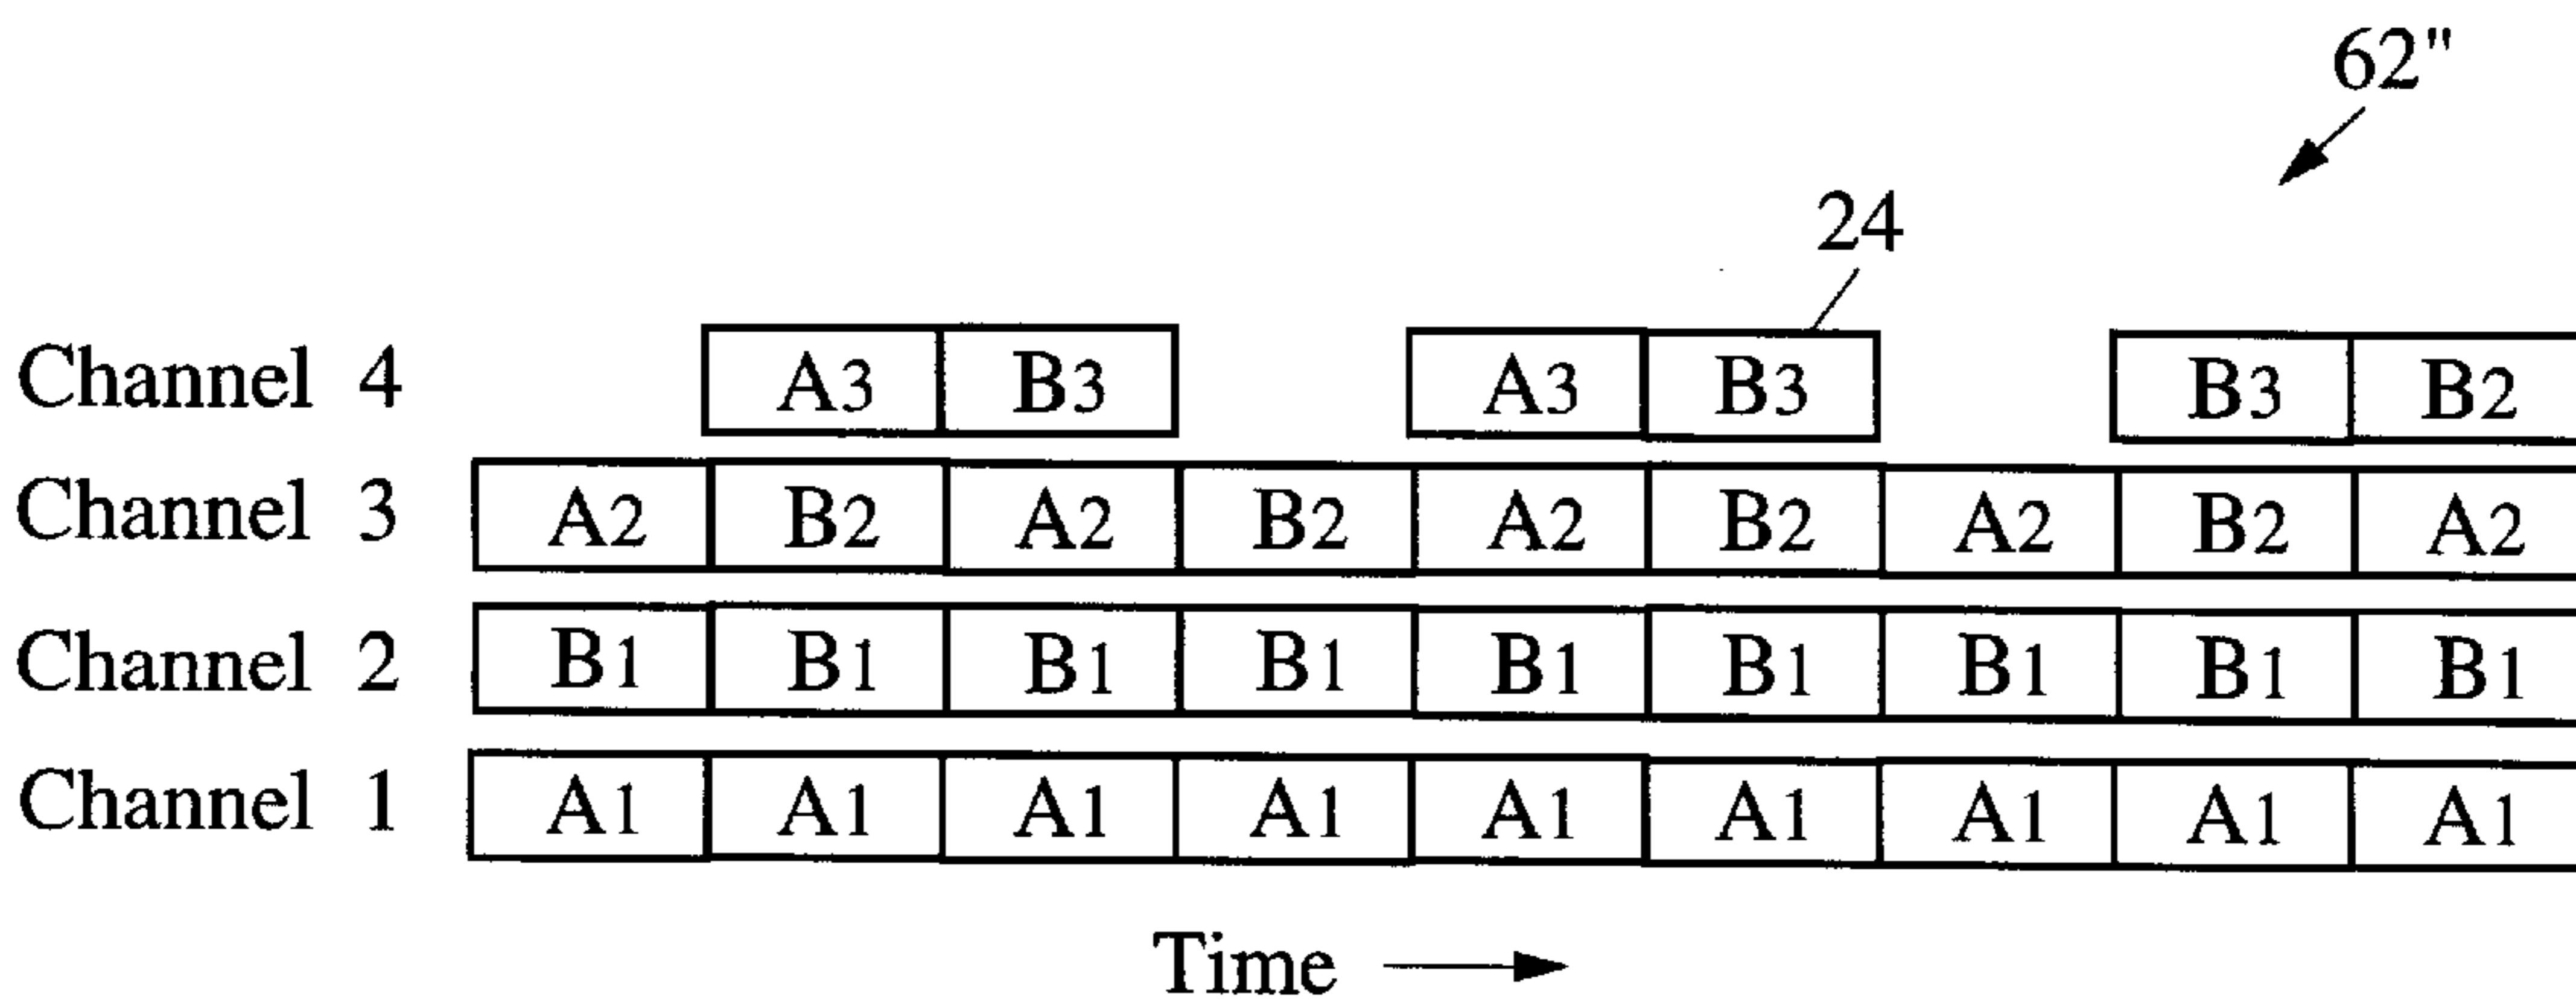 62"
24
Channel 4 A3 B3 A3 B3 B3 B2
Channel 3 A2 B2 A2 B2 A2 B2 A2 B2 A2
Channel 2 B1 B1 B1 B1 B1 B1 B1 B1 B1
Channel 1 A1 A1 A1 A1 A1 A1 A1 A1 A1
Time